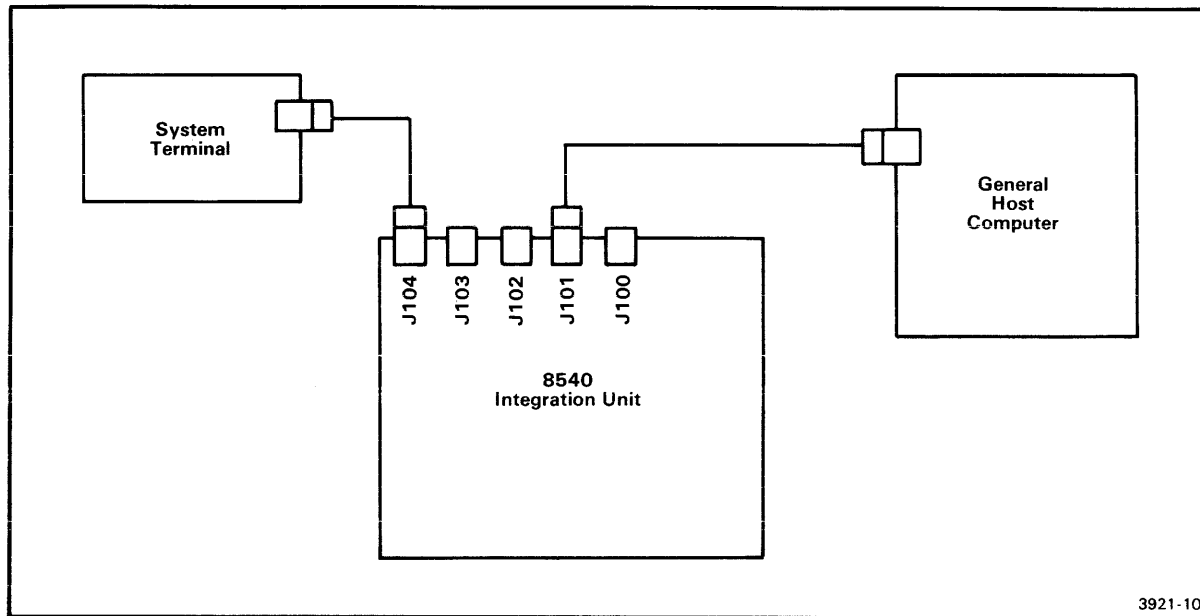 System
Terminal
General
Host
Computer
J104
J103
J102
J101
J100
8540
Integration Unit
3921-10